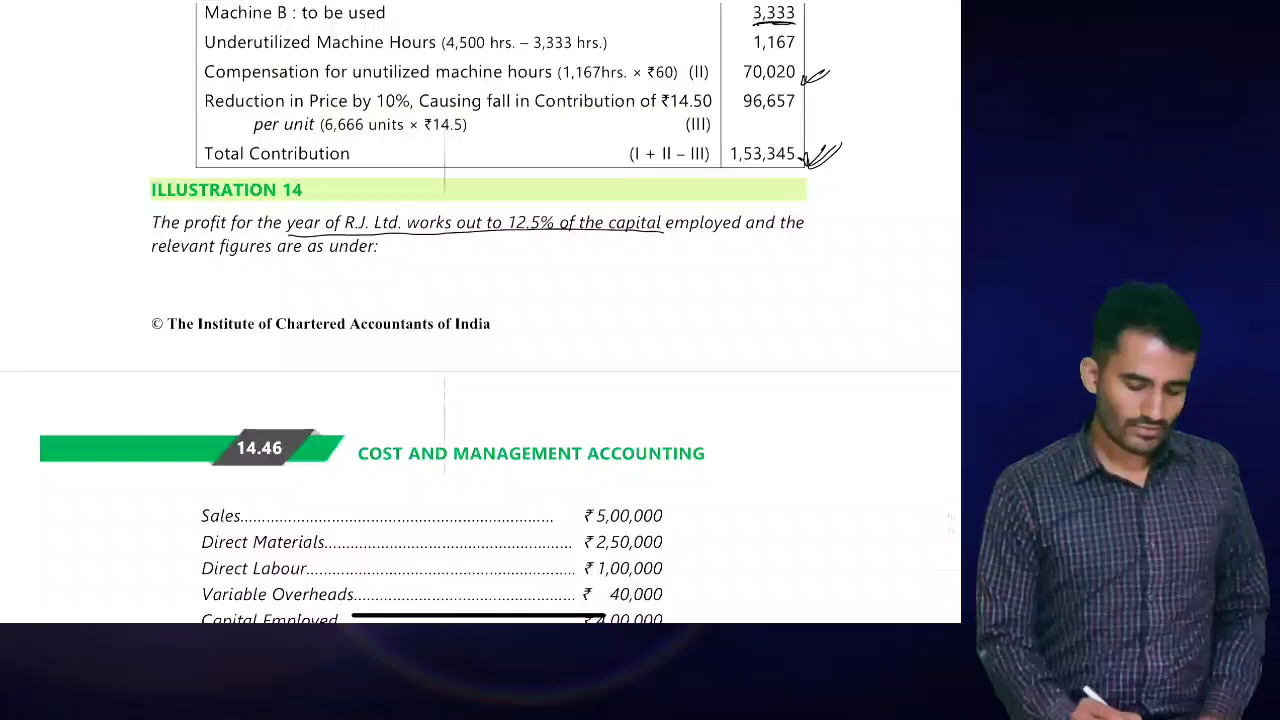 Machine B : to be used 3,333
Underutilized Machine Hours (4,500 hrs. – 3,333 hrs.) 1,167
Compensation for unutilized machine hours (1,167hrs. × ₹60) (II) 70,020
Reduction in Price by 10%, Causing fall in Contribution of ₹14.50 96,657
per unit (6,666 units × ₹14.5) (III)
Total Contribution (I + II – III) 1,53,345
ILLUSTRATION 14
The profit for the year of R.J. Ltd. works out to 12.5% of the capital employed and the
relevant figures are as under:
© The Institute of Chartered Accountants of India
14.46 COST AND MANAGEMENT ACCOUNTING
Sales.............................................................. ₹ 5,00,000
Direct Materials.................................................. ₹ 2,50,000
Direct Labour...................................................... ₹ 1,00,000
Variable Overheads............................................ ₹ 40,000
Capital Employed ₹4,00,000